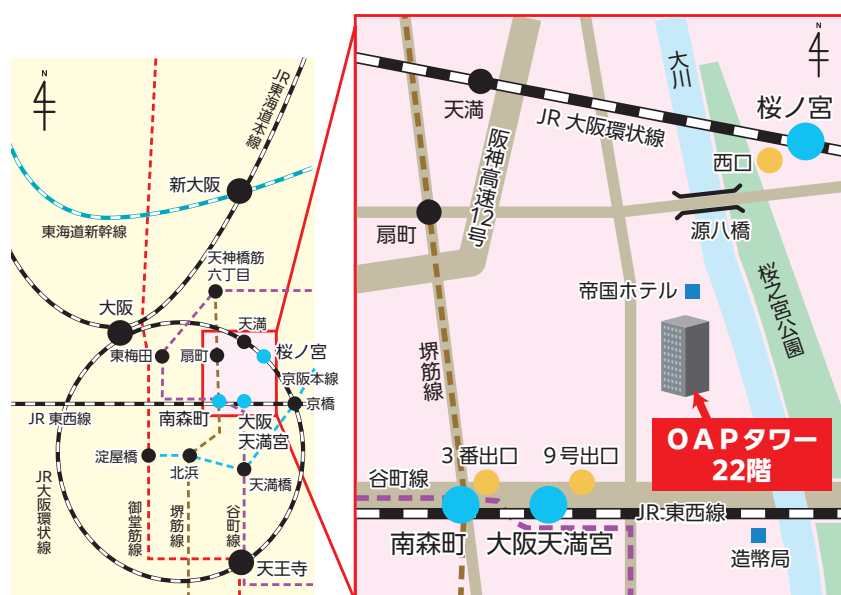 N
JR東海道本線
新大阪
東海道新幹線
天神橋筋
六丁目
大阪
天満
東梅田
扇町
桜ノ宮
京阪本線
京橋
JR東西線
南森町
大阪
天満宮
淀屋橋
北浜
天満橋
JR大阪環状線
御堂筋線
堺筋線
谷町線
天王寺
N
大川
天満
JR大阪環状線
桜ノ宮
西口
阪神高速12号
扇町
源八橋
桜之宮公園
帝国ホテル
堺筋線
OAPタワー
22階
3番出口
9号出口
谷町線
JR東西線
南森町
大阪天満宮
造幣局